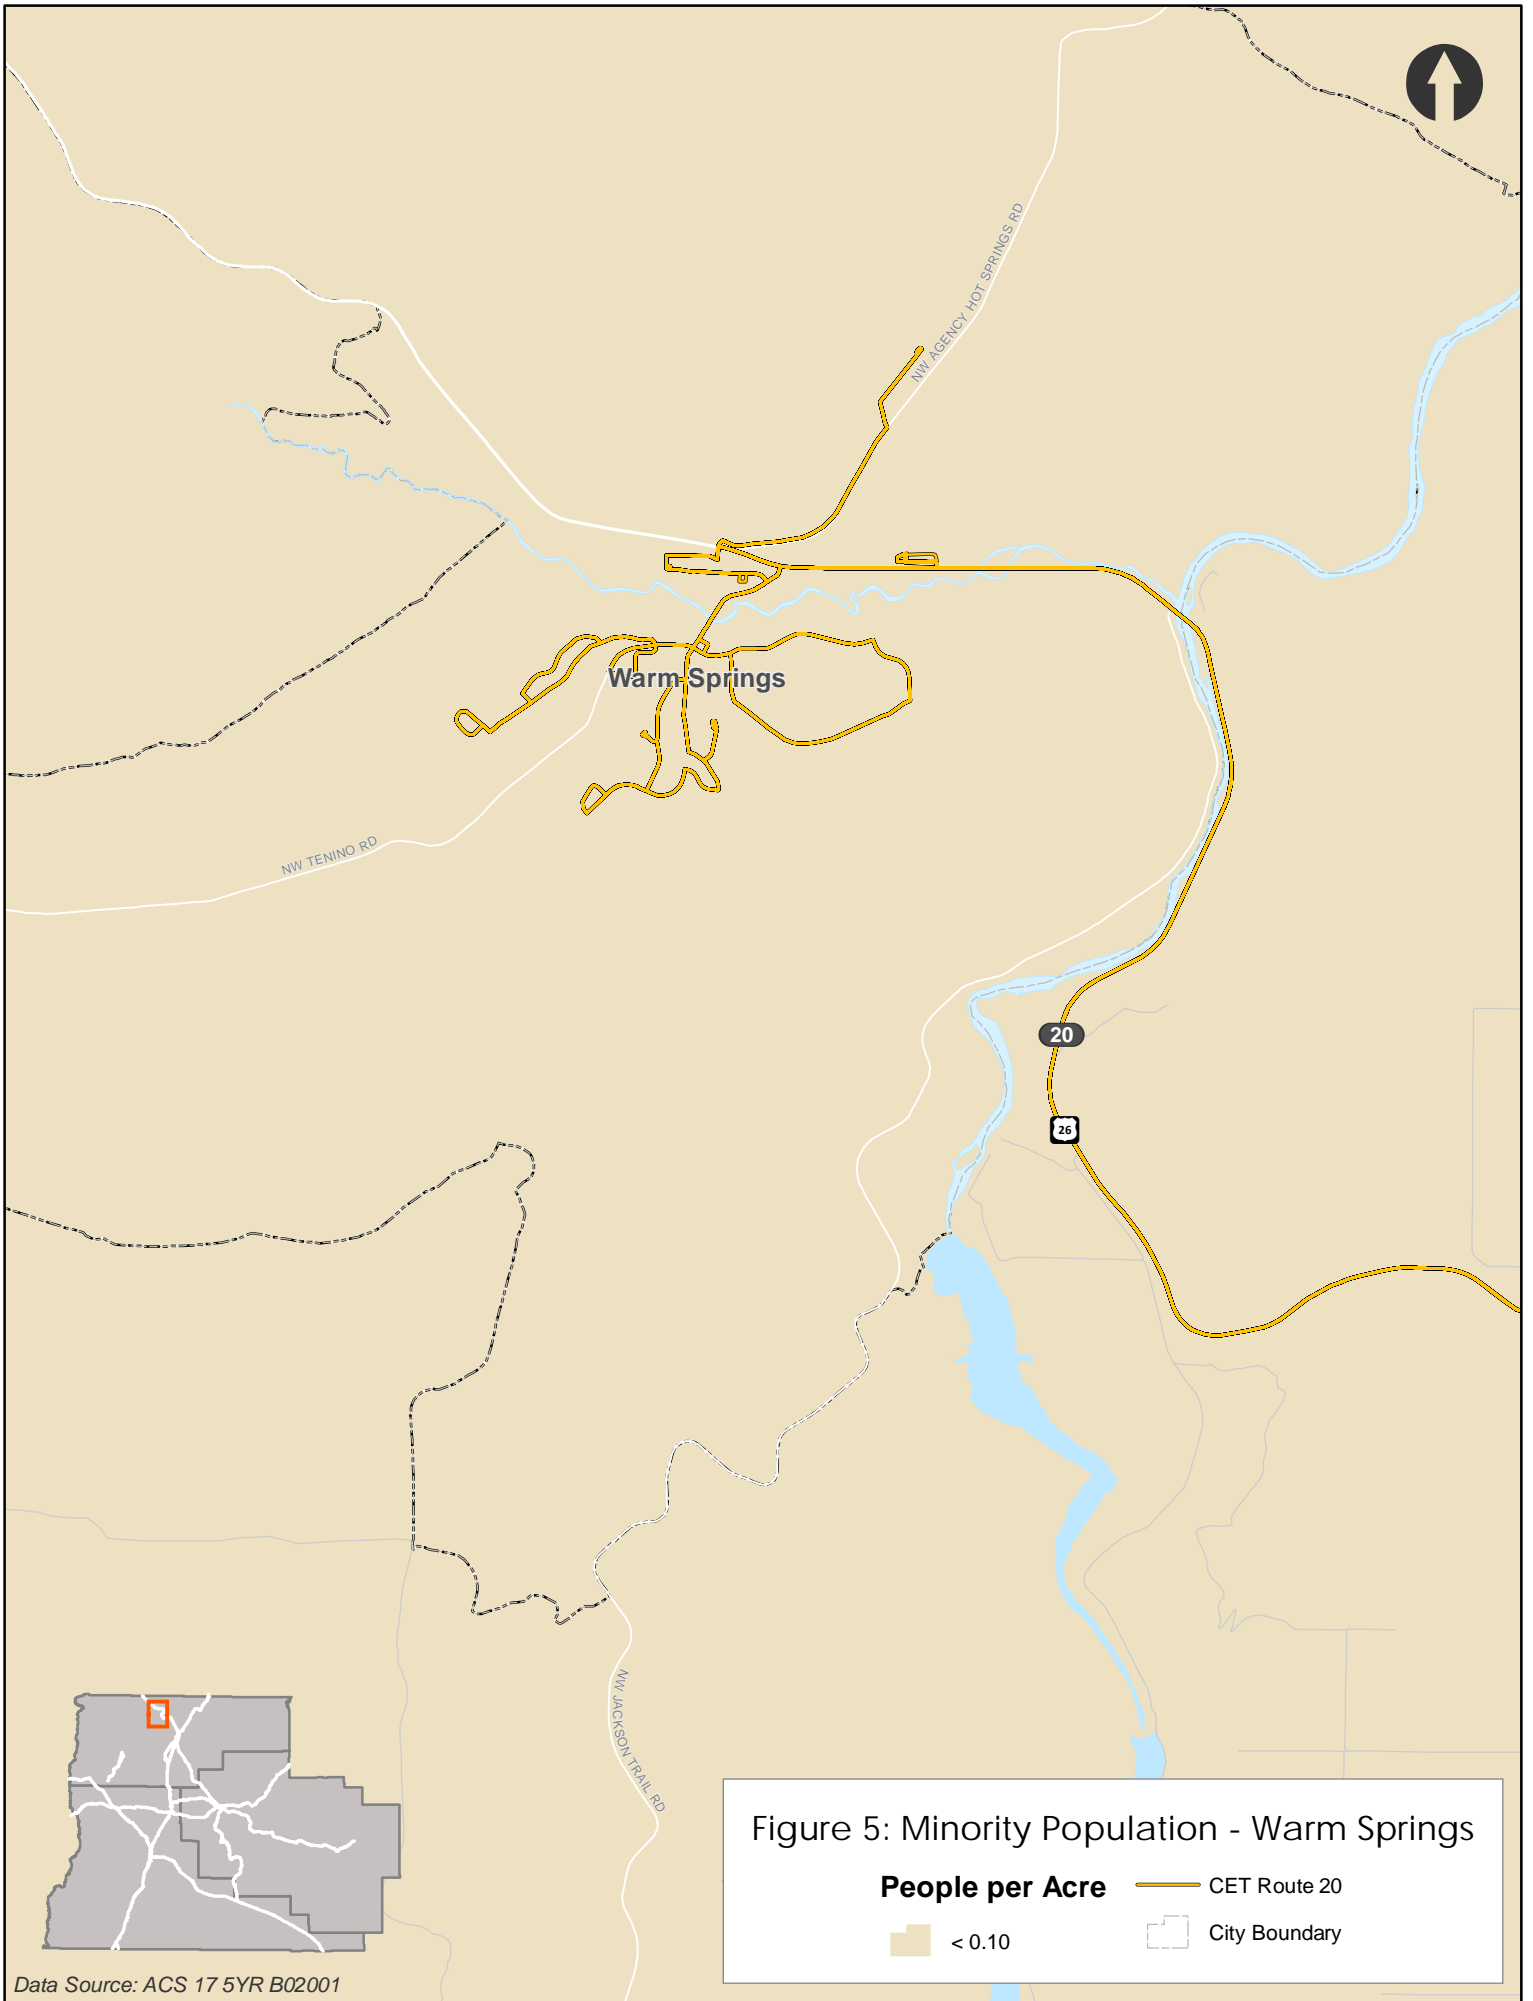 NW AGENCY HOT SPRINGS RD
Warm Springs
NW TENINO RD
20
26
NW JACKSON TRAIL RD
Figure 5: Minority Population - Warm Springs
People per Acre
CET Route 20
< 0.10
City Boundary
Data Source: ACS 17 5YR B02001